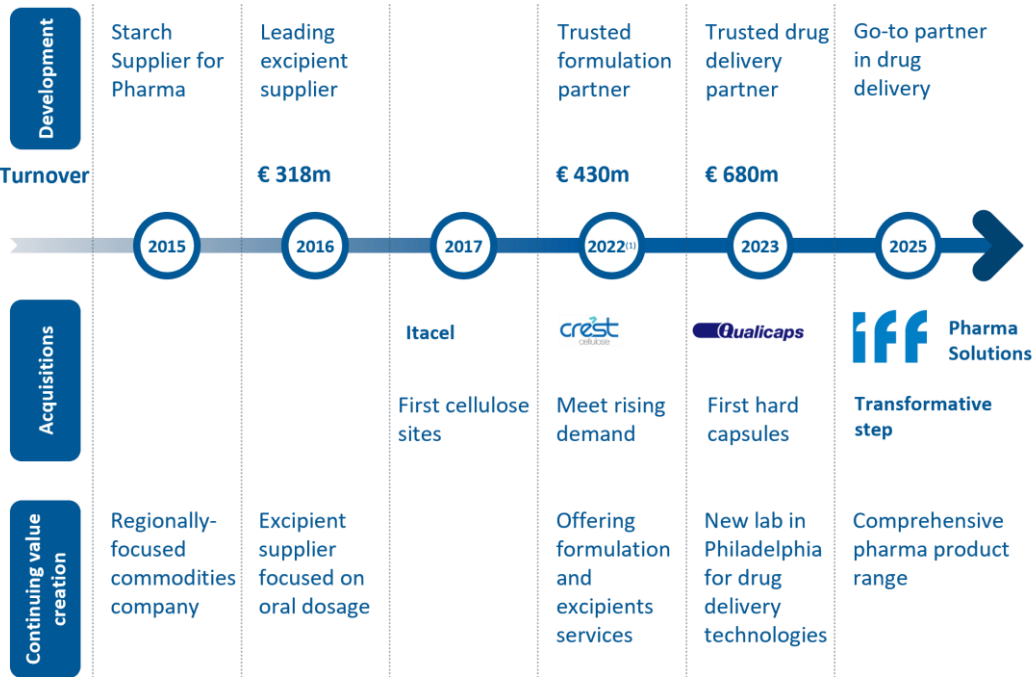 Development
Starch
Supplier for
Pharma
Leading
excipient
supplier
Trusted
formulation
partner
Trusted drug
delivery
partner
Go-to partner
in drug
delivery
Turnover
€ 318m
€ 430m
€ 680m
2015
2016
2017
2022(1)
2023
2025
Acquisitions
Itacel
crest
cellulose
Qualicaps
iff
Pharma
Solutions
First cellulose
sites
Meet rising
demand
First hard
capsules
Transformative
step
Continuing value
creation
Regionally-
focused
commodities
company
Excipient
supplier
focused on
oral dosage
Offering
formulation
and
excipients
services
New lab in
Philadelphia
for drug
delivery
technologies
Comprehensive
pharma product
range